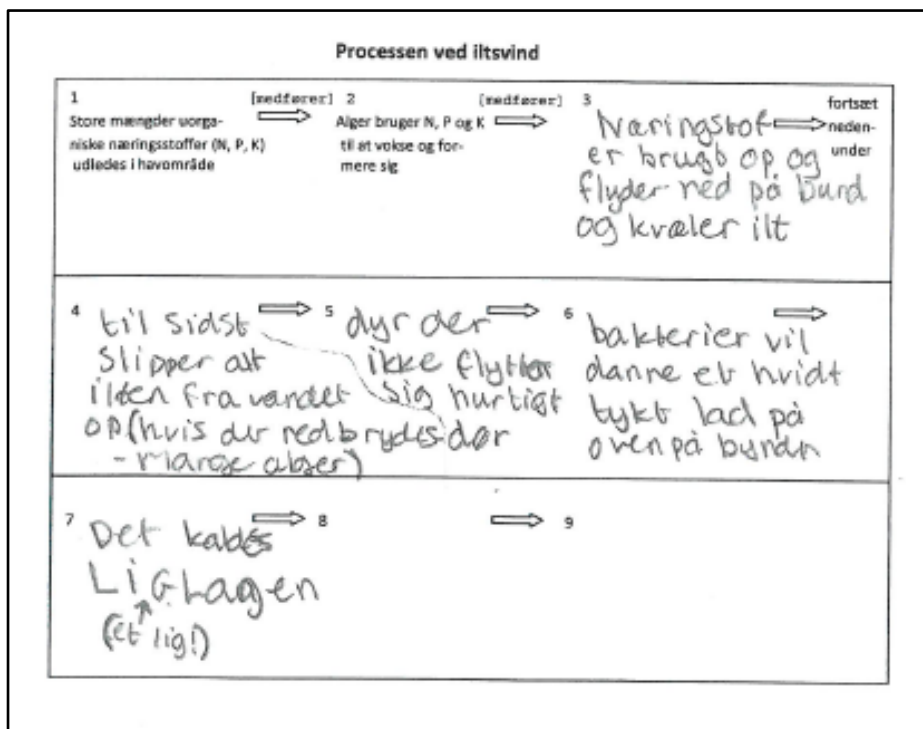 Processen ved iltsvind
1
[medfører]
Store mængder uorga-
niske næringsstoffer (N, P, K)
udledes i havområde
2
[medfører]
Alger bruger N, P og K
til at vokse og for-
mere sig
3
fortsæt
neden-
under
Næringstof
er brugt op og
flyder ned på bund
og kvæler ilt
4
til sidst
slipper alt
ilten fra vandet
op (hvis der nedbrydes
- mange alger)
5
dyr der
ikke flytter
sig hurtigt
dør
6
bakterier vil
danne et hvidt
tykt lad på
oven på
7
Det kaldes
LiGLagen
(et lig!)
8
9